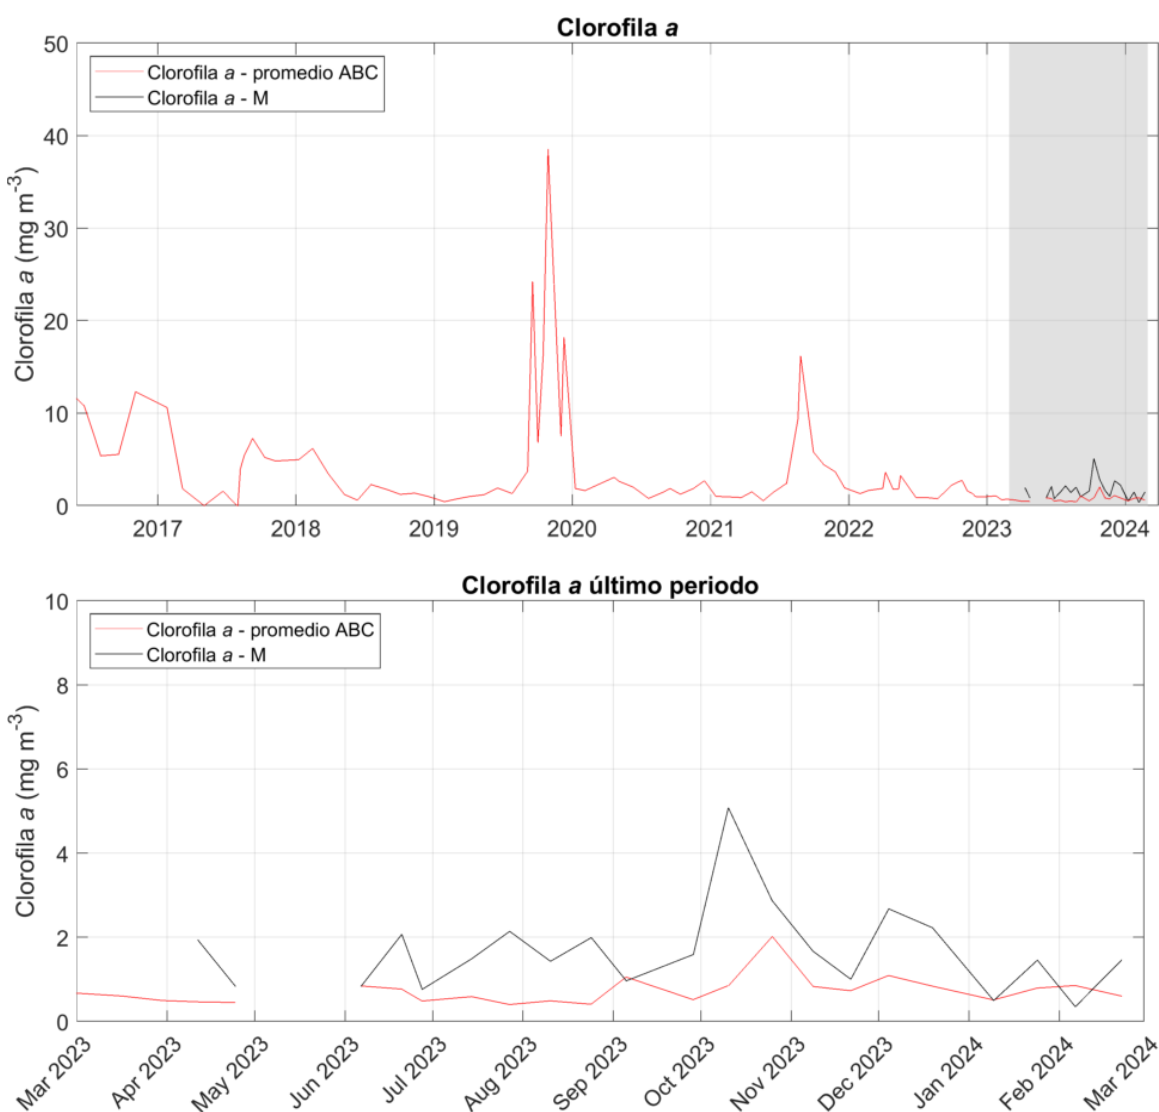 Clorofila a
Clorofila a (mg m-3)
50
40
30
20
10
0
Clorofila a - promedio ABC
Clorofila a - M
2017 2018 2019 2020 2021 2022 2023 2024
Clorofila a último periodo
Clorofila a (mg m-3)
10
8
6
4
2
0
Clorofila a - promedio ABC
Clorofila a - M
Mar 2023 Apr 2023 May 2023 Jun 2023 Jul 2023 Aug 2023 Sep 2023 Oct 2023 Nov 2023 Dec 2023 Jan 2024 Feb 2024 Mar 2024